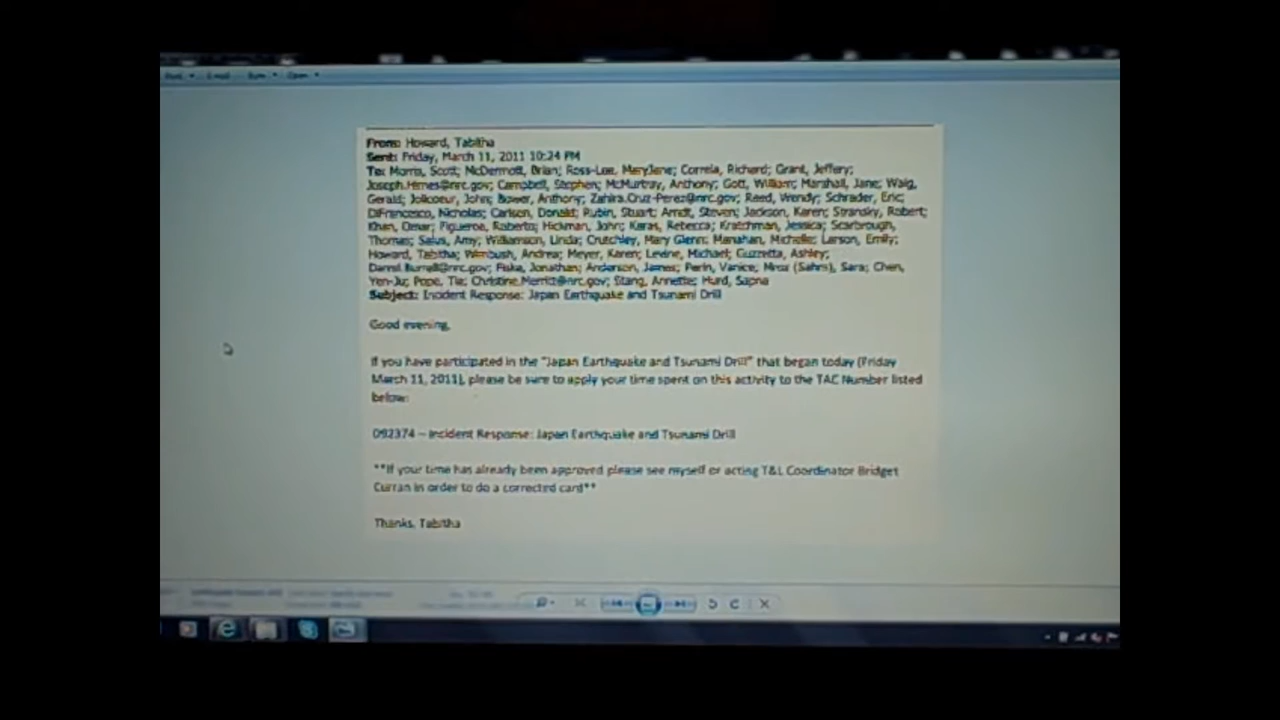 From: Howard, Tabitha
Sent: Friday, March 11, 2011 10:24 PM
To: Morris, Scott; McDermott, Brian; Ross-Lee, MaryJane; Correia, Richard; Grant, Jeffery;
Joseph.Himes@nrc.gov; Campbell, Stephen; McMurtray, Anthony; Gott, William; Marshall, Jane; Waig,
Gerald; Jolicoeur, John; Bower, Anthony; Zahira.Cruz-Perez@nrc.gov; Reed, Wendy; Schrader, Eric;
DiFrancesco, Nicholas; Carlson, Donald; Rubin, Stuart; Arndt, Steven; Jackson, Karen; Stransky, Robert;
Khan, Omar; Figueroa, Roberto; Hickman, John; Karas, Rebecca; Kratchman, Jessica; Scarbrough,
Thomas; Salus, Amy; Williamson, Linda; Crutchley, Mary Glenn; Manahan, Michelle; Larson, Emily;
Howard, Tabitha; Wimbush, Andrea; Meyer, Karen; Levine, Michael; Guzzetta, Ashley;
Fiske, Jonathan; Anderson, James; Perin, Vanice; Mroz (Sahm), Sara; Chen,
Yen-Ju; Pope, Tia; Christine.Merritt@nrc.gov; Stang, Annette; Hurd, Sapna
Subject: Incident Response: Japan Earthquake and Tsunami Drill
Good evening,
If you have participated in the "Japan Earthquake and Tsunami Drill" that began today (Friday
March 11, 2011), please be sure to apply your time spent on this activity to the TAC Number listed
below:
092374 – Incident Response: Japan Earthquake and Tsunami Drill
**If your time has already been approved please see myself or acting T&L Coordinator Bridget
Curran in order to do a corrected card**
Thanks, Tabitha